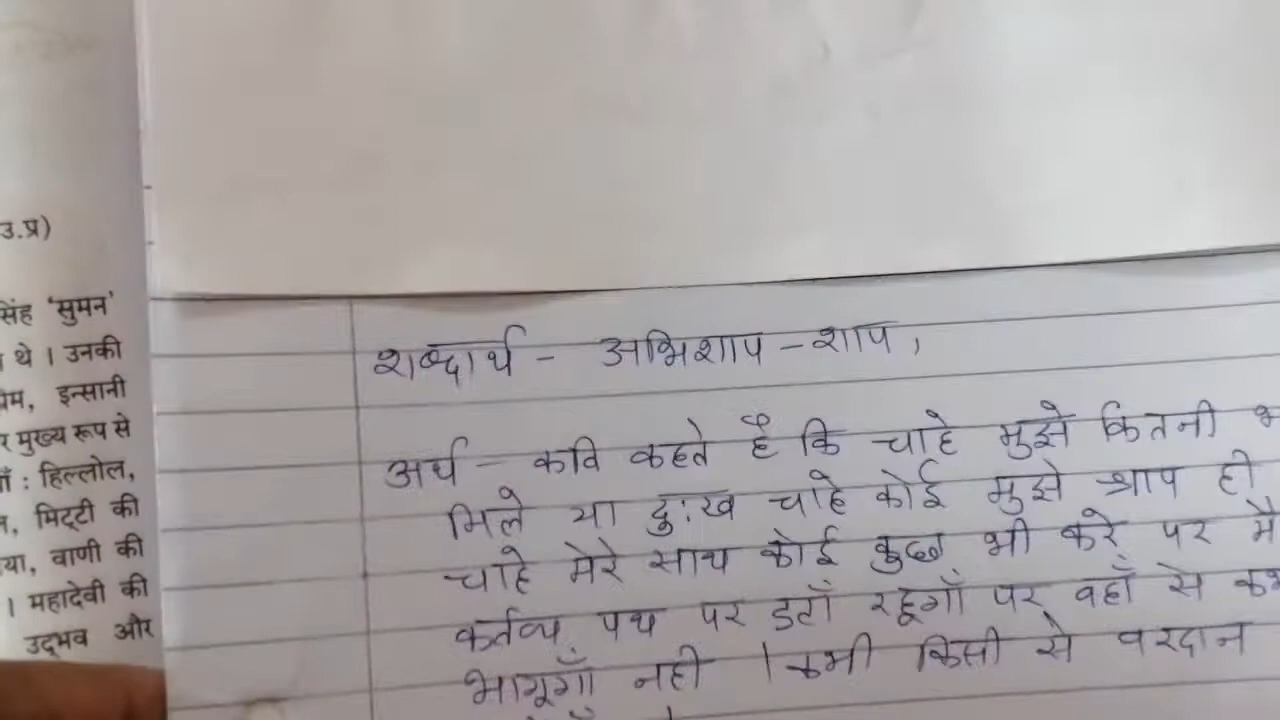 उ.प्र)
सिंह ‘सुमन’
थे । उनकी
इन्सानी
मुख्य रूप से
: हिल्लोल,
मिट्टी की
वाणी की
। महादेवी की
उद्‌भव और
शब्दार्थ - अभिशाप - शाप,
अर्थ - कवि कहते है कि चाहे मुझे कितनी
मिले या दुःख चाहे कोई मुझे श्राप ही
चाहे मेरे साथ कोई कुछ भी करे पर मै
कर्तव्य पथ पर डटाँ रहूगाँ पर वहाँ से
भागूगाँ नही । कभी किसी से वरदान